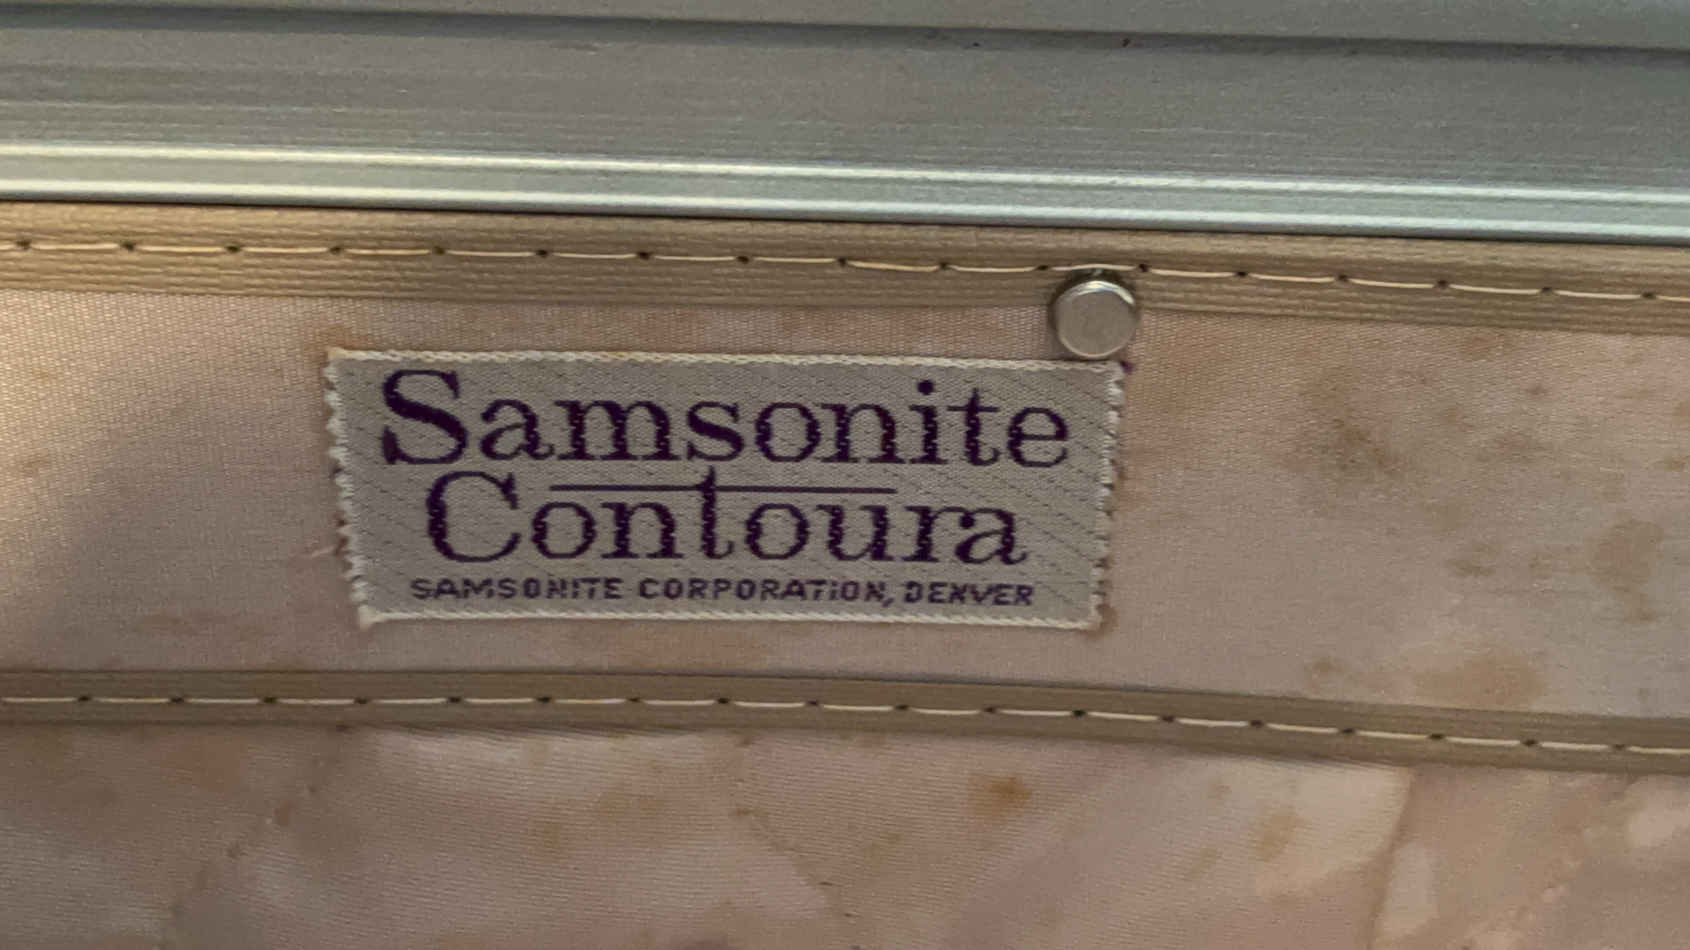 Samsonite
Contoura
SAMSONITE CORPORATION, DENVER